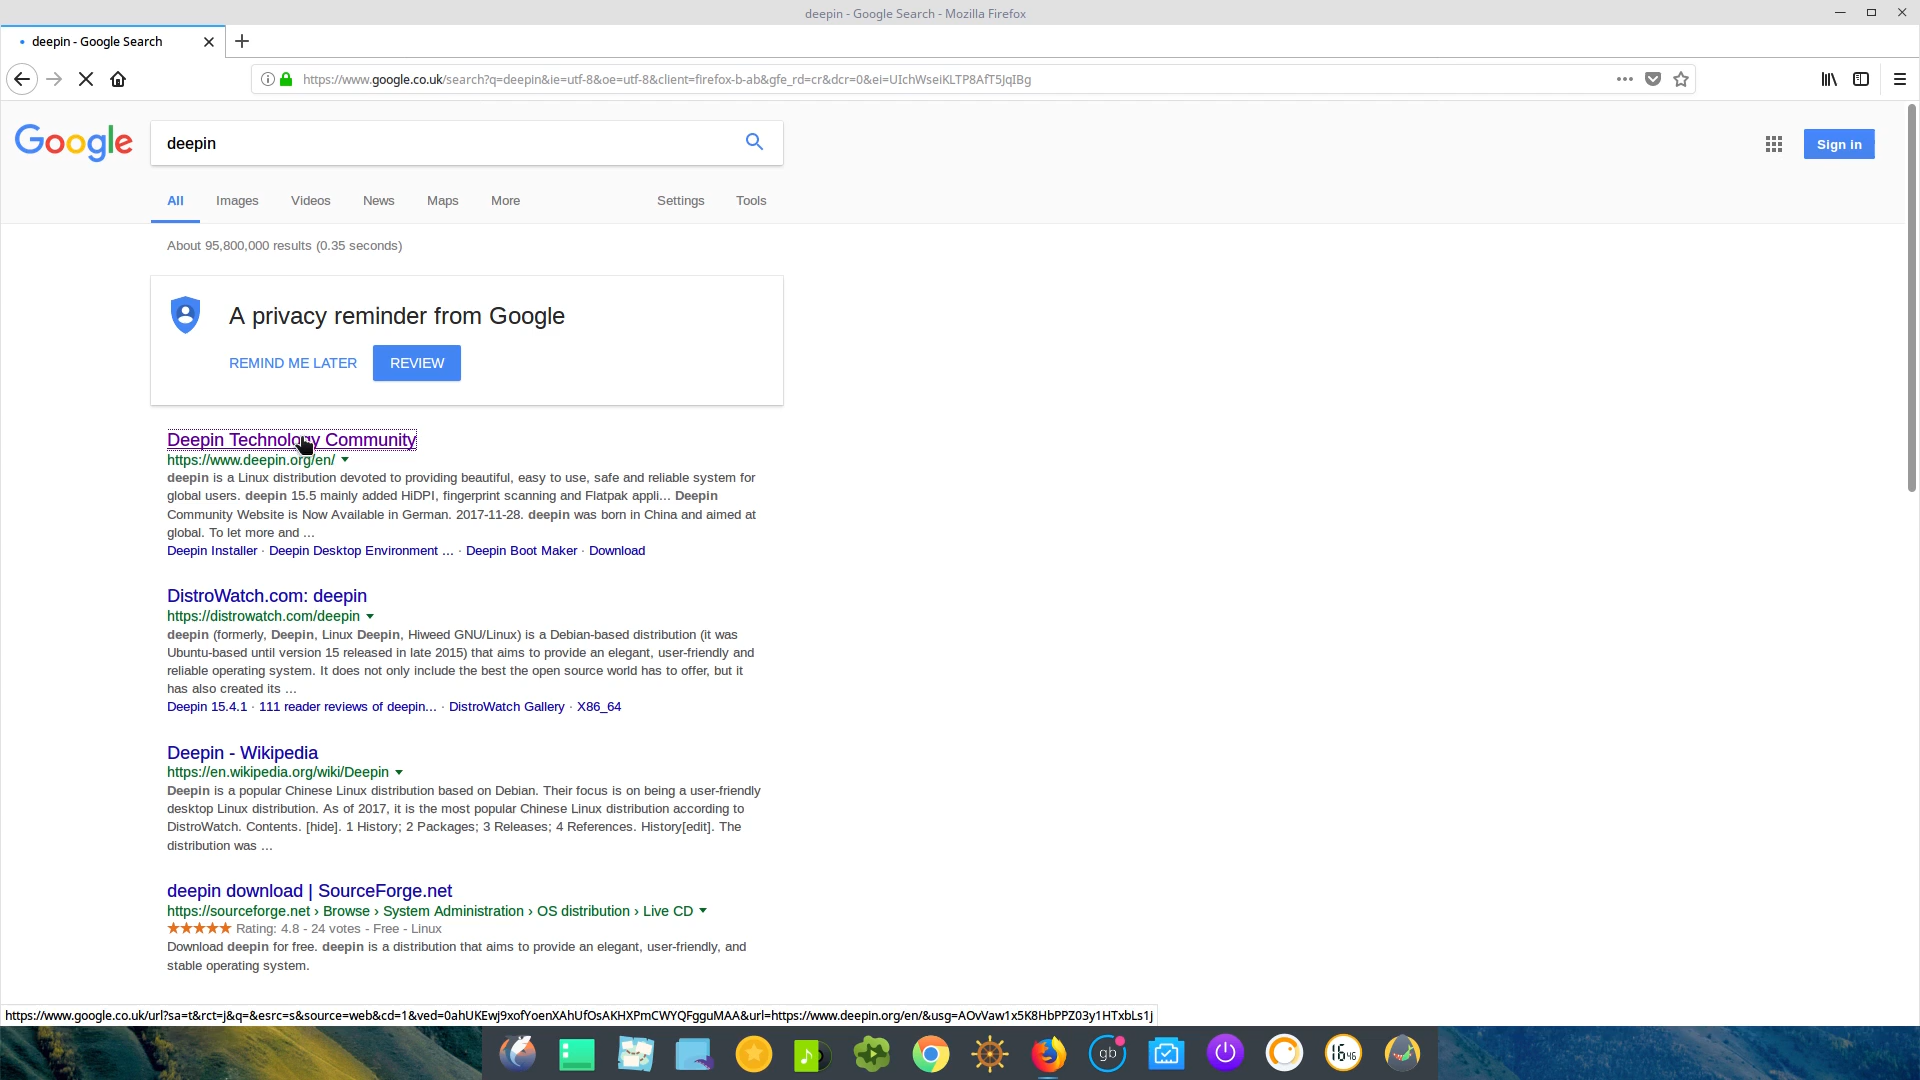 deepin - Google Search - Mozilla Firefox
deepin - Google Search
https://www.google.co.uk/search?q=deepin&ie=utf-8&oe=utf-8&client=firefox-b-ab&gfe_rd=cr&dcr=0&ei=UIchWseiKLTP8AfT5JqIBg
Google
deepin
Sign in
All Images Videos News Maps More Settings Tools
About 95,800,000 results (0.35 seconds)
A privacy reminder from Google
REMIND ME LATER REVIEW
Deepin Technology Community
https://www.deepin.org/en/
deepin is a Linux distribution devoted to providing beautiful, easy to use, safe and reliable system for
global users. deepin 15.5 mainly added HiDPI, fingerprint scanning and Flatpak appli... Deepin
Community Website is Now Available in German. 2017-11-28. deepin was born in China and aimed at
global. To let more and ...
Deepin Installer · Deepin Desktop Environment ... · Deepin Boot Maker · Download
DistroWatch.com: deepin
https://distrowatch.com/deepin
deepin (formerly, Deepin, Linux Deepin, Hiweed GNU/Linux) is a Debian-based distribution (it was
Ubuntu-based until version 15 released in late 2015) that aims to provide an elegant, user-friendly and
reliable operating system. It does not only include the best the open source world has to offer, but it
has also created its ...
Deepin 15.4.1 · 111 reader reviews of deepin... · DistroWatch Gallery · X86_64
Deepin - Wikipedia
https://en.wikipedia.org/wiki/Deepin
Deepin is a popular Chinese Linux distribution based on Debian. Their focus is on being a user-friendly
desktop Linux distribution. As of 2017, it is the most popular Chinese Linux distribution according to
DistroWatch. Contents. [hide]. 1 History; 2 Packages; 3 Releases; 4 References. History[edit]. The
distribution was ...
deepin download | SourceForge.net
https://sourceforge.net › Browse › System Administration › OS distribution › Live CD
Rating: 4.8 - 24 votes - Free - Linux
Download deepin for free. deepin is a distribution that aims to provide an elegant, user-friendly, and
stable operating system.
https://www.google.co.uk/url?sa=t&rct=j&q=&esrc=s&source=web&cd=1&ved=0ahUKEwj9xofYoenXAhUfOsAKHXPmCWYQFgguMAA&url=https://www.deepin.org/en/&usg=AOvVaw1x5K8HbPPZ03y1HTxbLs1j
gb 16 46